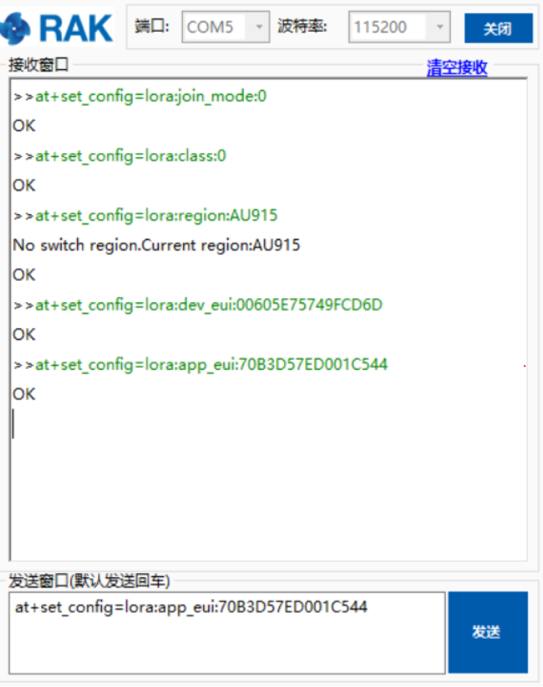 RAK 端口: COM5 波特率: 115200 关闭
接收窗口 清空接收
>>at+set_config=lora:join_mode:0
OK
>>at+set_config=lora:class:0
OK
>>at+set_config=lora:region:AU915
No switch region.Current region:AU915
OK
>>at+set_config=lora:dev_eui:00605E75749FCD6D
OK
>>at+set_config=lora:app_eui:70B3D57ED001C544
OK
发送窗口(默认发送回车)
at+set_config=lora:app_eui:70B3D57ED001C544
发送